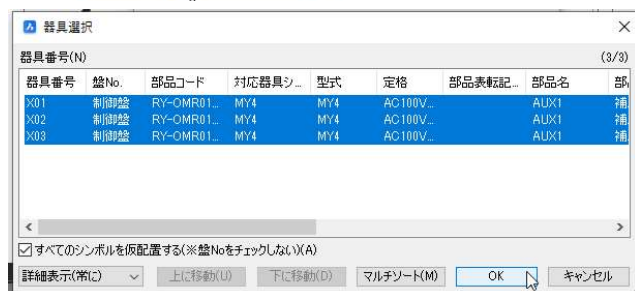 器具選択
器具番号(N) (3/3)
器具番号 盤No. 部品コード 対応器具シ... 型式 定格 部品表転記... 部品名 部
X01 制御盤 RY-OMR01... MY4 MY4 AC100V... AUX1 補
X02 制御盤 RY-OMR01... MY4 MY4 AC100V... AUX1 補
X03 制御盤 RY-OMR01... MY4 MY4 AC100V... AUX1 補
すべてのシンボルを仮配置する(※盤Noをチェックしない)(A)
詳細表示(常に) 上に移動(U) 下に移動(D) マルチソート(M) OK キャンセル